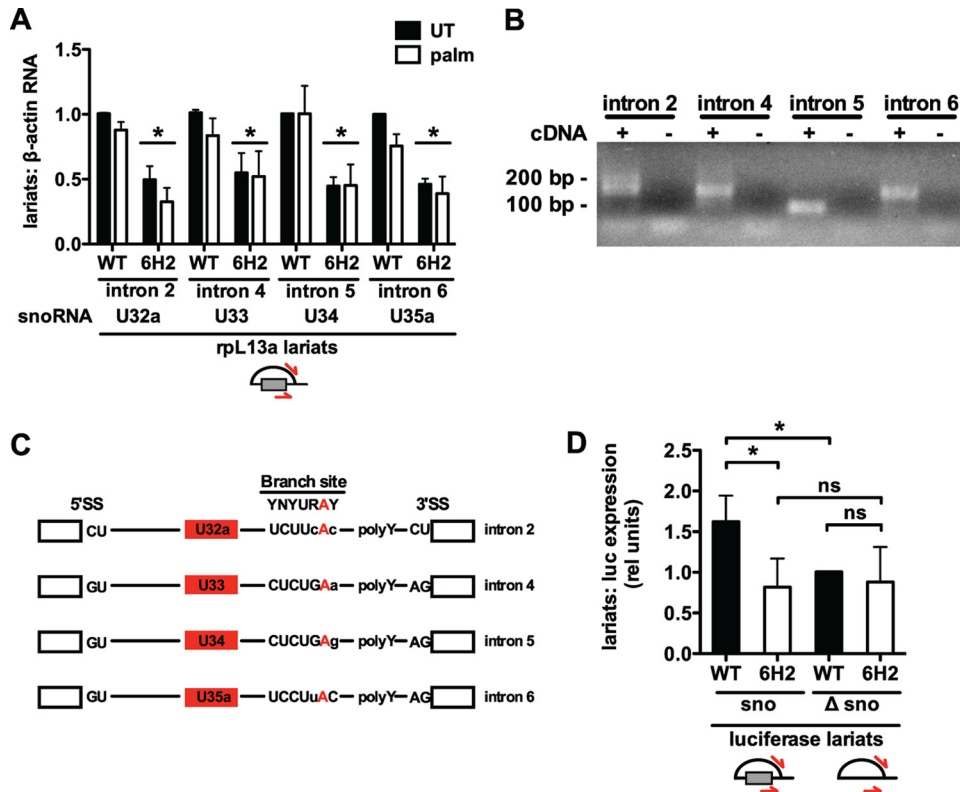 A
UT
palm
lariats: β-actin RNA
1.5
1.0
0.5
0.0
* * * *
WT 6H2 WT 6H2 WT 6H2 WT 6H2
intron 2 intron 4 intron 5 intron 6
snoRNA U32a U33 U34 U35a
rpL13a lariats
B
intron 2 intron 4 intron 5 intron 6
cDNA + - + - + - + -
200 bp -
100 bp -
C
Branch site
5'SS YNYURAY 3'SS
CU U32a UCUUcAc polyY CU intron 2
GU U33 CUCUGAa polyY AG intron 4
GU U34 CUCUGAg polyY AG intron 5
GU U35a UCCUuAC polyY AG intron 6
D
lariats: luc expression
(rel units)
2.5
2.0
1.5
1.0
0.5
0.0
*
*
ns
ns
WT 6H2 WT 6H2
sno Δ sno
luciferase lariats